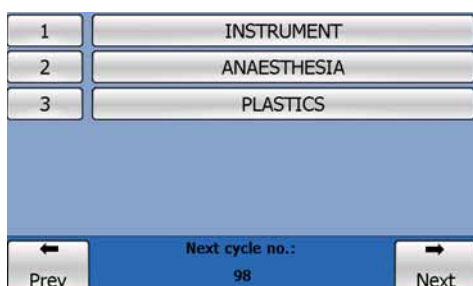 1 INSTRUMENT
2 ANAESTHESIA
3 PLASTICS
← Next cycle no.: →
Prev 98 Next